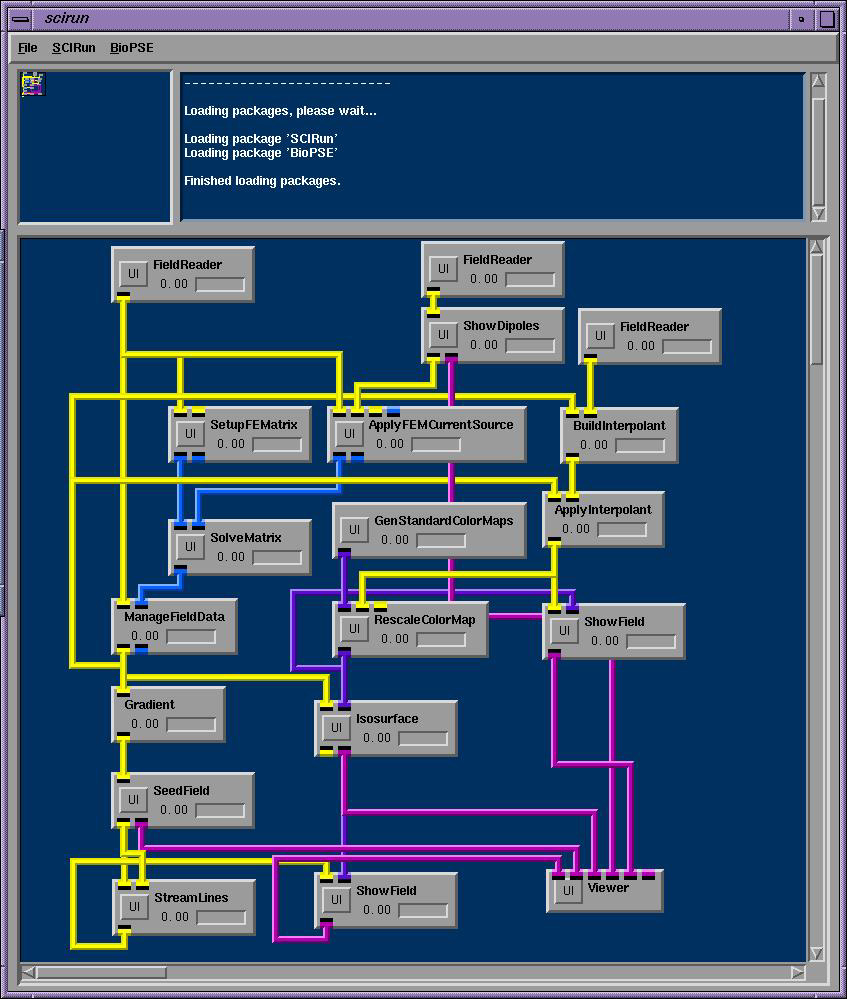 scirun
File SCIRun BioPSE
---------------------------
Loading packages, please wait...
Loading package 'SCIRun'
Loading package 'BioPSE'
Finished loading packages.
UI FieldReader 0.00
UI FieldReader 0.00
UI ShowDipoles 0.00
UI FieldReader 0.00
UI SetupFEMatrix 0.00
UI ApplyFEMCurrentSource 0.00
BuildInterpolant 0.00
UI GenStandardColorMaps 0.00
ApplyInterpolant 0.00
UI SolveMatrix 0.00
ManageFieldData 0.00
UI RescaleColorMap 0.00
UI ShowField 0.00
Gradient 0.00
UI Isosurface 0.00
UI SeedField 0.00
UI StreamLines 0.00
UI ShowField 0.00
UI Viewer